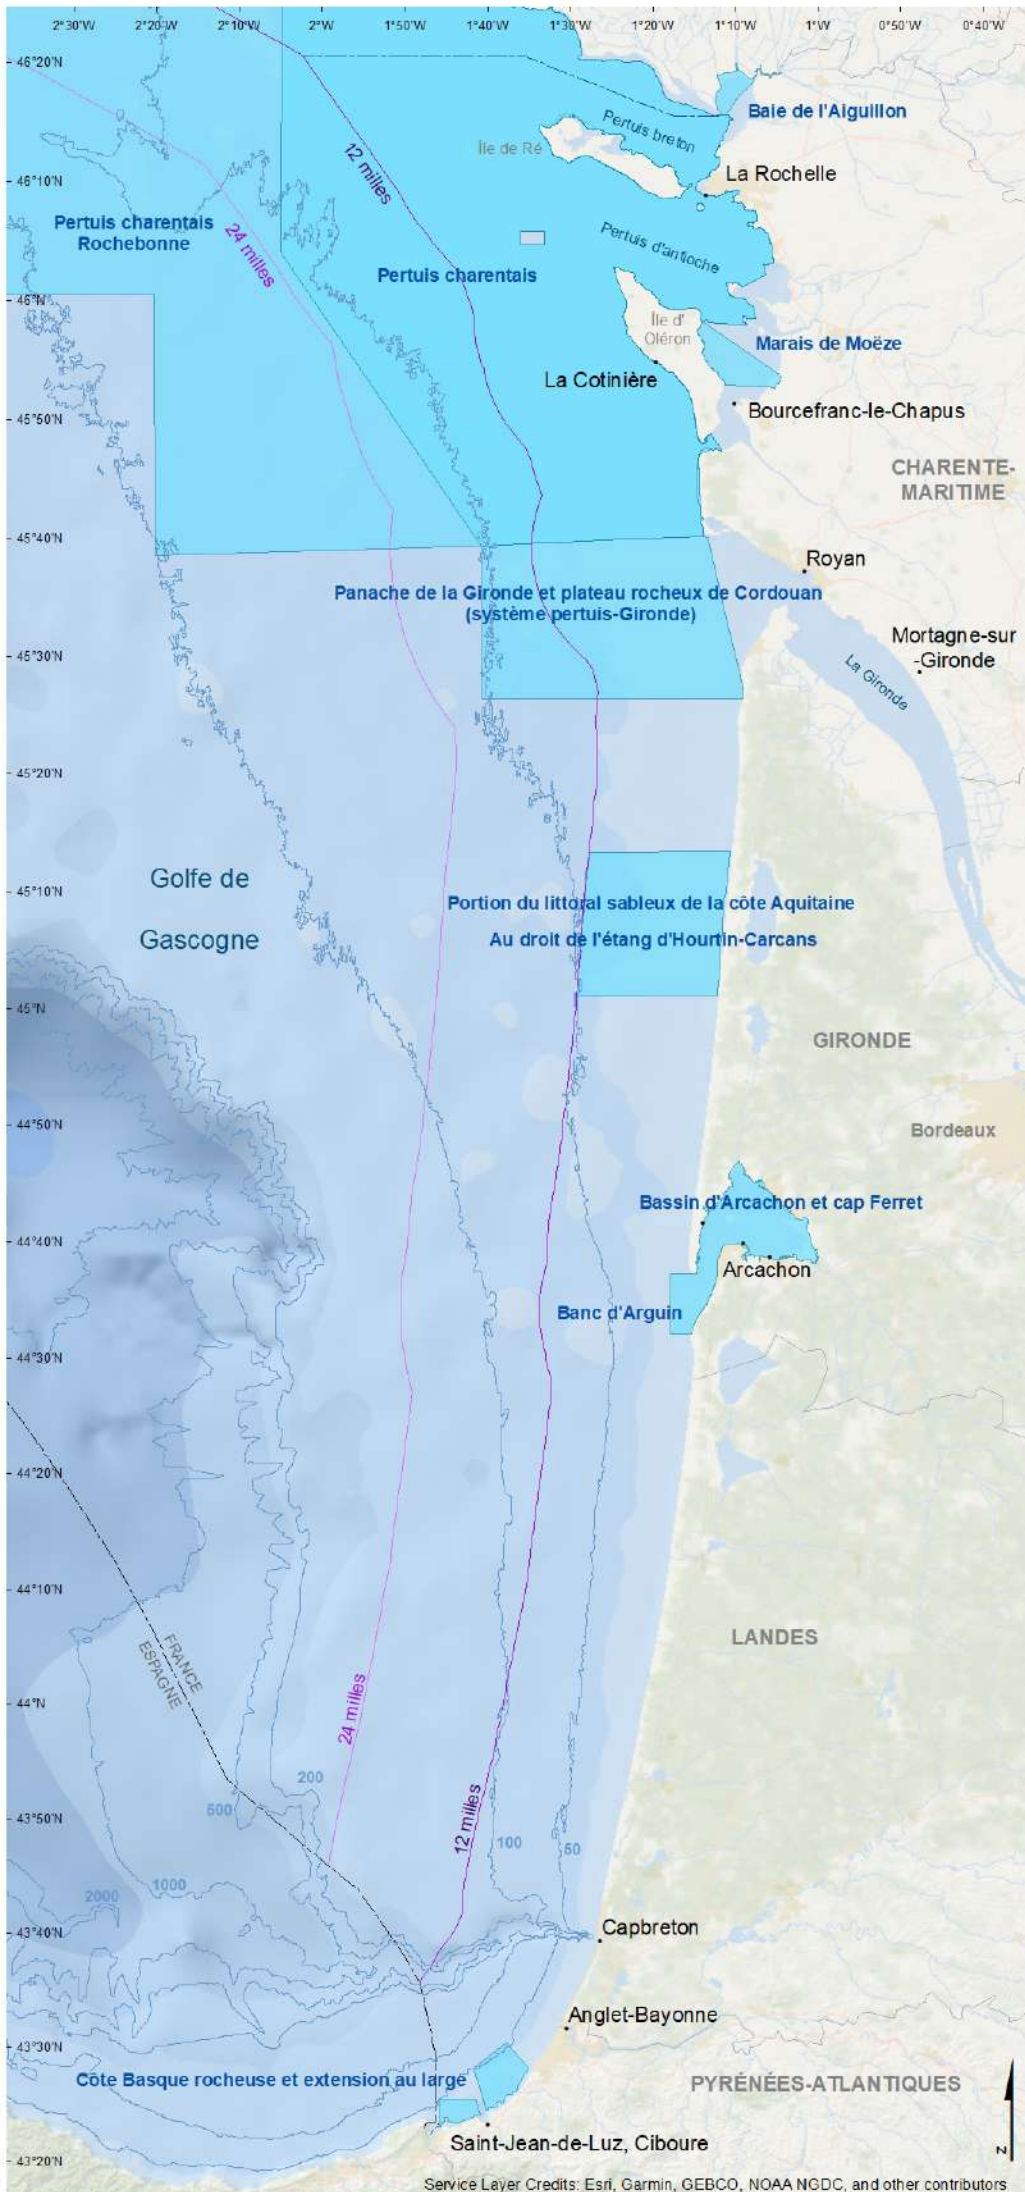 2°30'W 2°20'W 2°10'W 2°W 1°50'W 1°40'W 1°30'W 1°20'W 1°10'W 1°W 0°50'W 0°40'W
46°20'N
Baie de l'Aiguillon
Pertuis breton
Île de Ré
12 milles
La Rochelle
46°10'N
Pertuis charentais
Rochebonne
24 milles
Pertuis d'antioche
Pertuis charentais
46°N
Île d'
Oléron
Marais de Moëze
La Cotinière
Bourcefranc-le-Chapus
45°50'N
CHARENTE-
MARITIME
45°40'N
Royan
Panache de la Gironde et plateau rocheux de Cordouan
(système pertuis-Gironde)
Mortagne-sur
-Gironde
45°30'N
La Gironde
45°20'N
Golfe de
Gascogne
45°10'N
Portion du littoral sableux de la côte Aquitaine
Au droit de l'étang d'Hourtin-Carcans
45°N
GIRONDE
44°50'N
Bordeaux
Bassin d'Arcachon et cap Ferret
44°40'N
Arcachon
Banc d'Arguin
44°30'N
44°20'N
44°10'N
FRANCE
ESPAGNE
LANDES
44°N
24 milles
200
500
43°50'N
12 milles
100
50
1000
2000
43°40'N
Capbreton
Anglet-Bayonne
43°30'N
Côte Basque rocheuse et extension au large
PYRÉNÉES-ATLANTIQUES
Saint-Jean-de-Luz, Ciboure
N
43°20'N
Service Layer Credits: Esri, Garmin, GEBCO, NOAA NGDC, and other contributors